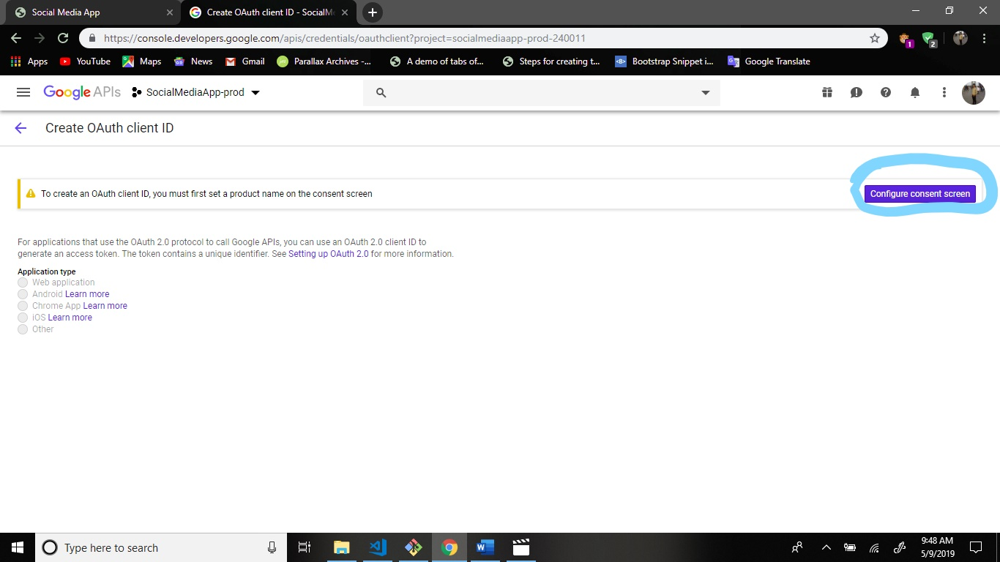 Social Media App
Create OAuth client ID - SocialMe
https://console.developers.google.com/apis/credentials/oauthclient?project=socialmediaapp-prod-240011
1
2
Apps
YouTube
Maps
News
Gmail
Parallax Archives -...
A demo of tabs of...
Steps for creating t...
Bootstrap Snippet i...
Google Translate
Google APIs
SocialMediaApp-prod
Create OAuth client ID
To create an OAuth client ID, you must first set a product name on the consent screen
Configure consent screen
For applications that use the OAuth 2.0 protocol to call Google APIs, you can use an OAuth 2.0 client ID to
generate an access token. The token contains a unique identifier. See Setting up OAuth 2.0 for more information.
Application type
Web application
Android Learn more
Chrome App Learn more
iOS Learn more
Other
Type here to search
9:48 AM
5/9/2019